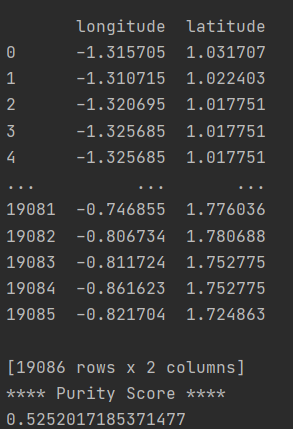 longitude latitude
0 -1.315705 1.031707
1 -1.310715 1.022403
2 -1.320695 1.017751
3 -1.325685 1.017751
4 -1.325685 1.017751
... ... ...
19081 -0.746855 1.776036
19082 -0.806734 1.780688
19083 -0.811724 1.752775
19084 -0.861623 1.752775
19085 -0.821704 1.724863
[19086 rows x 2 columns]
**** Purity Score ****
0.5252017185371477